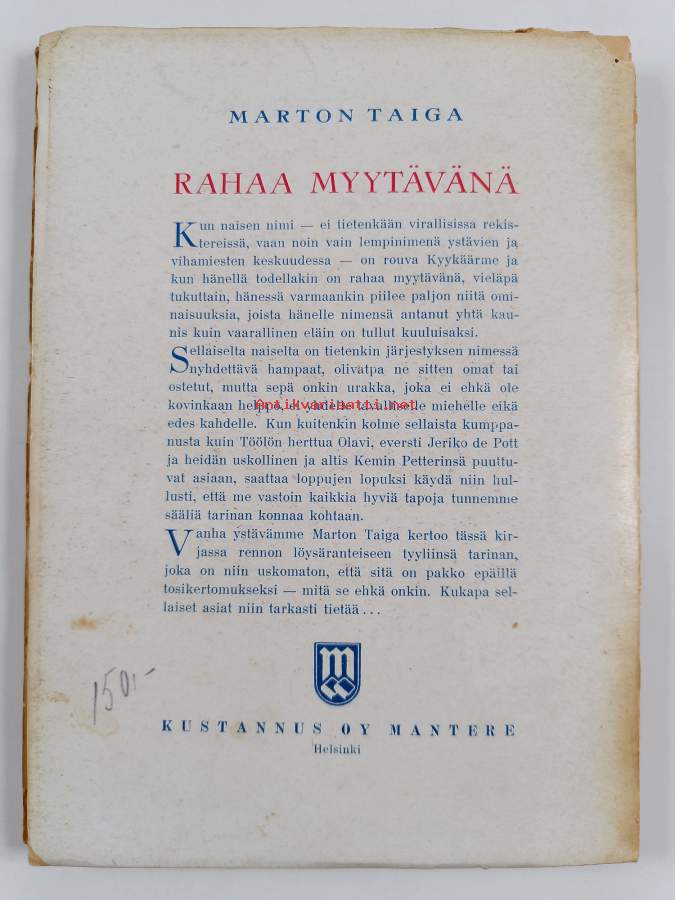 MARTON TAIGA
RAHAA MYYTÄVÄNÄ
Kun naisen nimi — ei tietenkään virallisissa rekis-
tereissä, vaan noin vain lempinimenä ystävien ja
vihamiesten keskuudessa — on rouva Kyykäärme ja
kun hänellä todellakin on rahaa myytävänä, vieläpä
tukuttain, hänessä varmaankin piilee paljon niitä omi-
naisuuksia, joista hänelle nimensä antanut yhtä kau-
nis kuin vaarallinen eläin on tullut kuuluisaksi.
Sellaiselta naiselta on tietenkin järjestyksen nimessä
nyhdettävä hampaat, olivatpa ne sitten omat tai
ostetut, mutta sepä onkin urakka, joka ei ehkä ole
kovinkaan helppo, ei yhdelle tavalliselle miehelle eikä
Antikvariaatti.net
edes kahdelle. Kun kuitenkin kolme sellaista kumppa-
nusta kuin Töölön herttua Olavi, eversti Jeriko de Pott
ja heidän uskollinen ja altis Kemin Petterinsä puuttu-
vat asiaan, saattaa loppujen lopuksi käydä niin hul-
lusti, että me vastoin kaikkia hyviä tapoja tunnemme
sääliä tarinan konnaa kohtaan.
Vanha ystävämme Marton Taiga kertoo tässä kir-
jassa rennon löysäranteiseen tyyliinsä tarinan,
joka on niin uskomaton, että sitä on pakko epäillä
tosikertomukseksi — mitä se ehkä onkin. Kukapa sel-
laiset asiat niin tarkasti tietää...
150,-
KUSTANNUS OY MANTERE
Helsinki